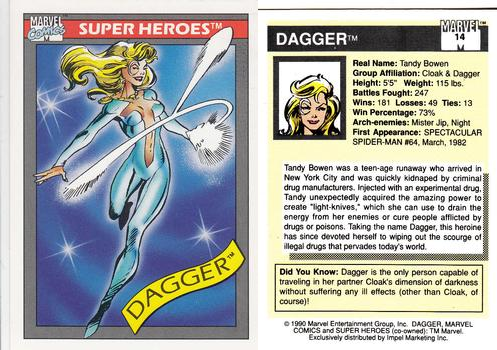 MARVEL
COMICS
M
SUPER HEROES™
DAGGER™
DAGGER™
MARVEL
14
M
Real Name: Tandy Bowen
Group Affiliation: Cloak & Dagger
Height: 5'5" Weight: 115 lbs.
Battles Fought: 247
Wins: 181 Losses: 49 Ties: 13
Win Percentage: 73%
Arch-enemies: Mister Jip, Night
First Appearance: SPECTACULAR
SPIDER-MAN #64, March, 1982
Tandy Bowen was a teen-age runaway who arrived in
New York City and was quickly kidnaped by criminal
drug manufacturers. Injected with an experimental drug,
Tandy unexpectedly acquired the amazing power to
create "light-knives," which she can use to drain the
energy from her enemies or cure people afflicted by
drugs or poisons. Taking the name Dagger, this heroine
has since devoted herself to wiping out the scourge of
illegal drugs that pervades today's world.
Did You Know: Dagger is the only person capable of
traveling in her partner Cloak's dimension of darkness
without suffering any ill effects (other than Cloak, of
course)!
© 1990 Marvel Entertainment Group, Inc. DAGGER, MARVEL
COMICS and SUPER HEROES (co-owned): TM Marvel.
Exclusively distributed by Impel Marketing Inc.